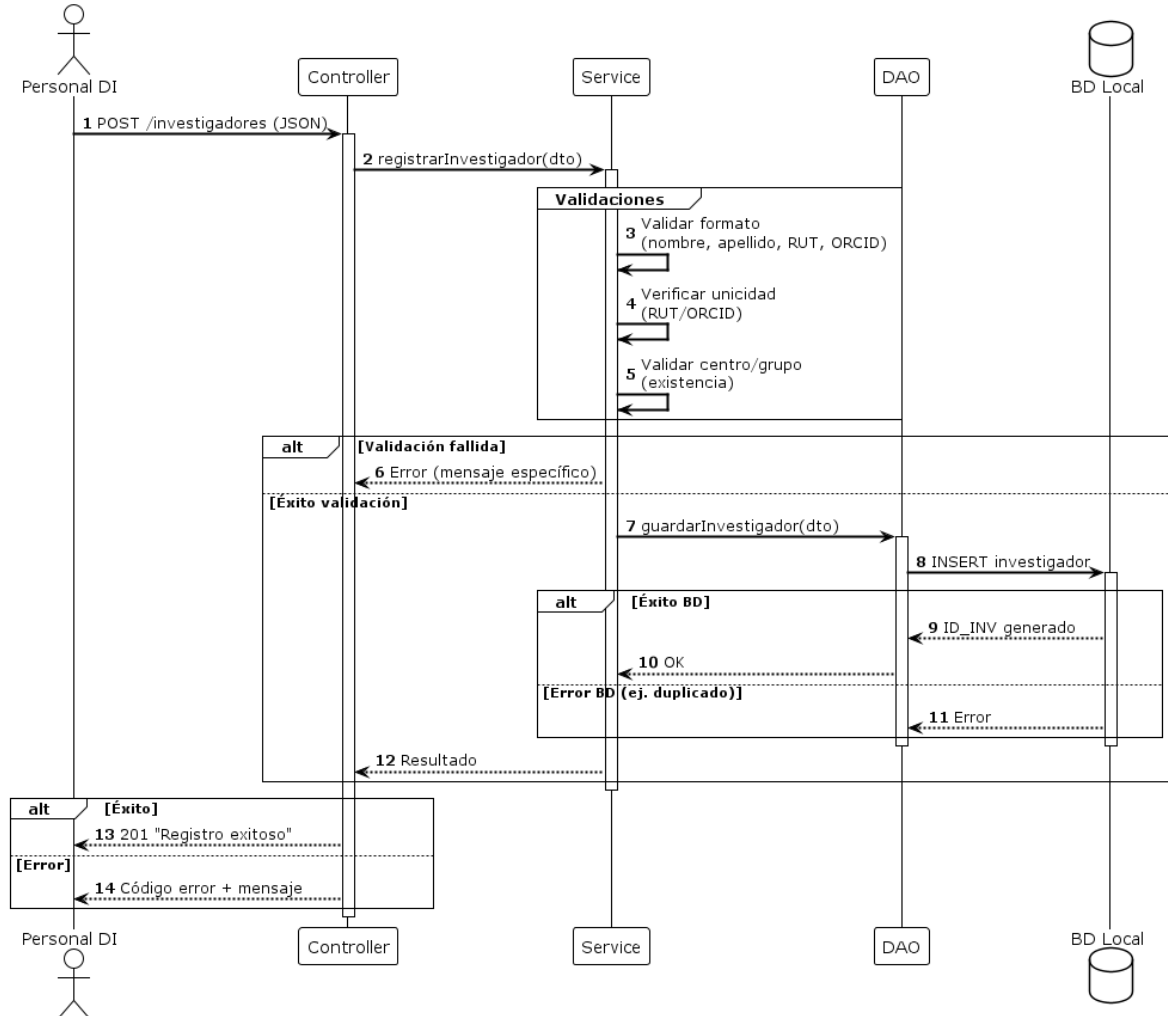 Personal DI
Controller
Service
DAO
BD Local
1 POST /investigadores (JSON)
2 registrarInvestigador(dto)
Validaciones
3 Validar formato
(nombre, apellido, RUT, ORCID)
4 Verificar unicidad
(RUT/ORCID)
5 Validar centro/grupo
(existencia)
alt [Validación fallida]
6 Error (mensaje específico)
[Éxito validación]
7 guardarInvestigador(dto)
8 INSERT investigador
alt [Éxito BD]
9 ID_INV generado
10 OK
[Error BD (ej. duplicado)]
11 Error
12 Resultado
alt [Éxito]
13 201 "Registro exitoso"
[Error]
14 Código error + mensaje
Personal DI
Controller
Service
DAO
BD Local